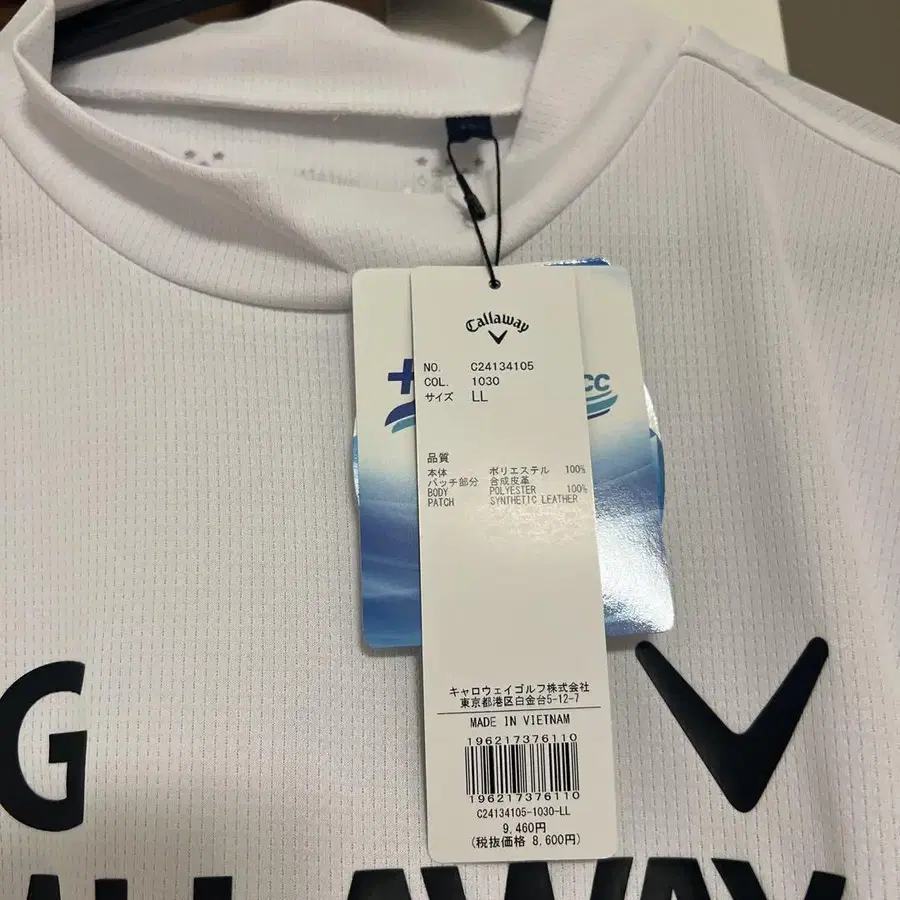 Callaway
NO. C24134105
COL. 1030
サイズ LL
CC
品質
本体 ポリエステル 100%
パッチ部分 合成皮革
BODY POLYESTER 100%
PATCH SYNTHETIC LEATHER
キャロウェイゴルフ株式会社
東京都港区白金台5-12-7
MADE IN VIETNAM
196217376110
196217376110
C24134105-1030-LL
9,460円
(税抜価格 8,600円)
G